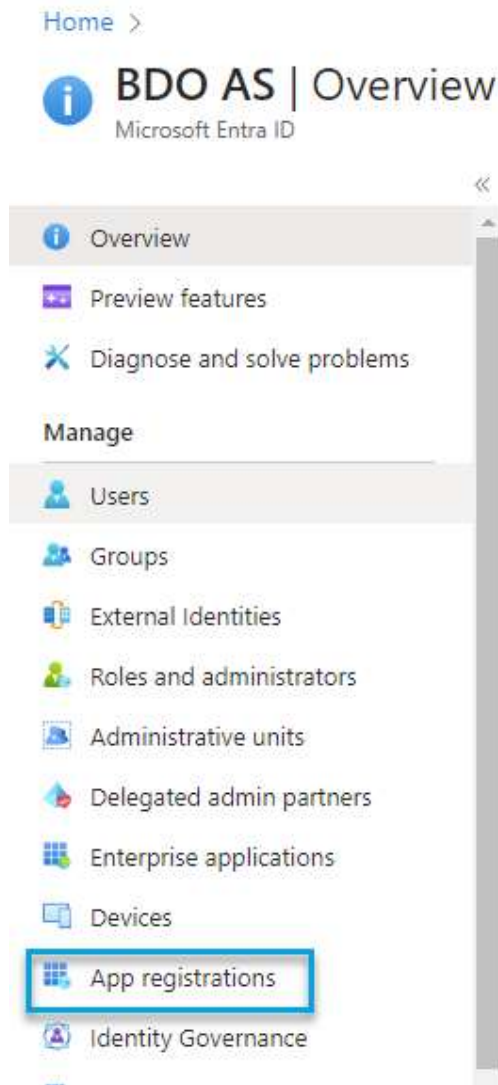 Home >
BDO AS | Overview
Microsoft Entra ID
«
Overview
Preview features
Diagnose and solve problems
Manage
Users
Groups
External Identities
Roles and administrators
Administrative units
Delegated admin partners
Enterprise applications
Devices
App registrations
Identity Governance